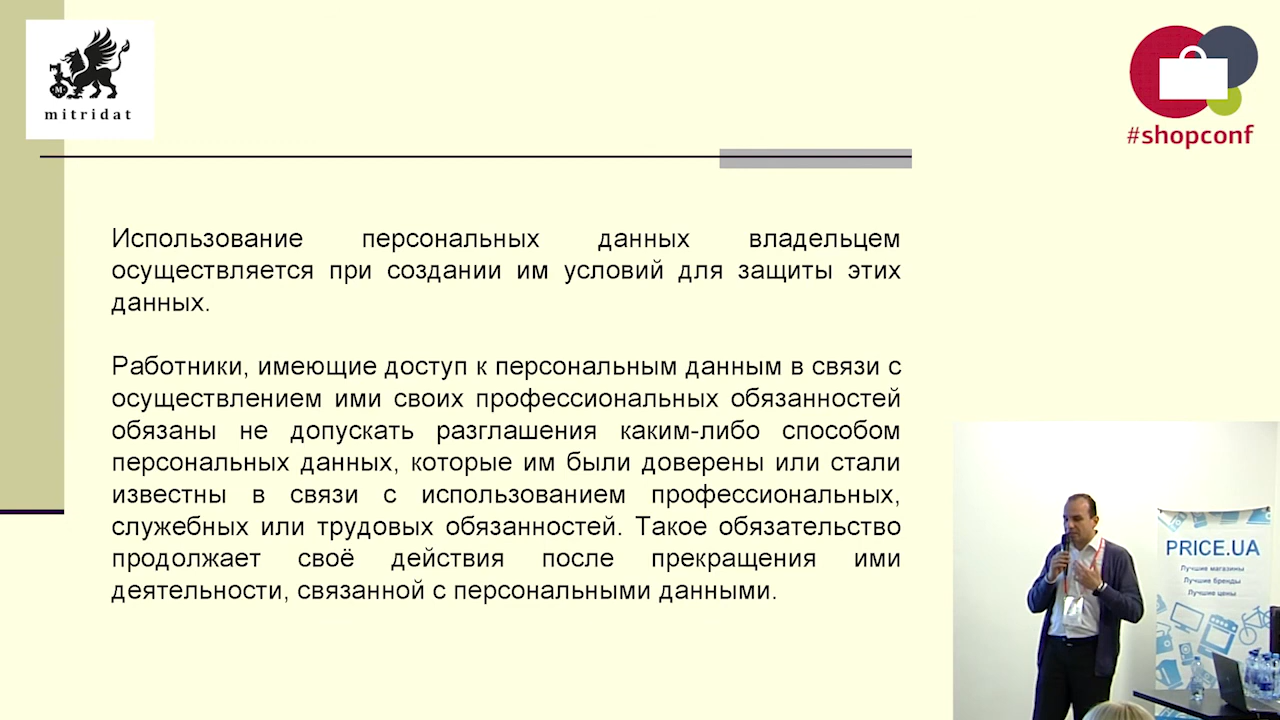 mitridat
#shopconf
Использование персональных данных владельцем
осуществляется при создании им условий для защиты этих
данных.
Работники, имеющие доступ к персональным данным в связи с
осуществлением ими своих профессиональных обязанностей
обязаны не допускать разглашения каким-либо способом
персональных данных, которые им были доверены или стали
известны в связи с использованием профессиональных,
служебных или трудовых обязанностей. Такое обязательство
продолжает своё действия после прекращения ими
деятельности, связанной с персональными данными.
PRICE.UA
Лучшие магазины
Лучшие бренды
Лучшие цены